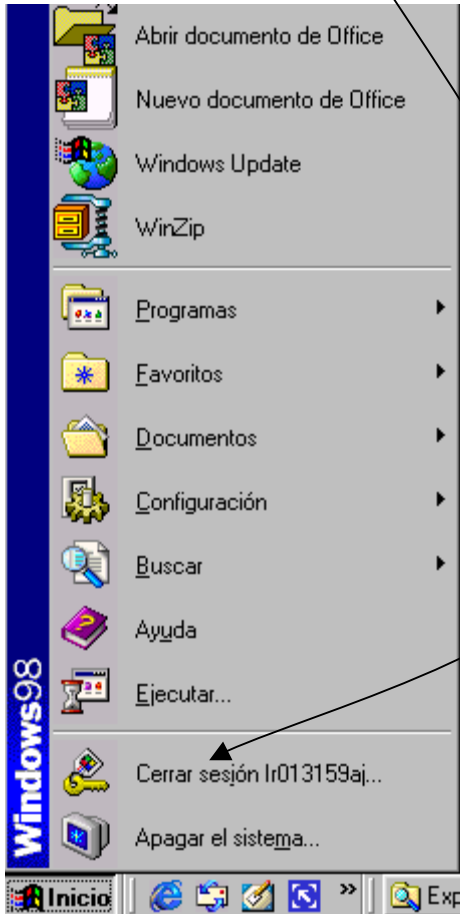 Abrir documento de Office
Nuevo documento de Office
Windows Update
WinZip
Programas
Favoritos
Documentos
Configuración
Buscar
Ayuda
Ejecutar...
Cerrar sesión lr013159aj...
Apagar el sistema...
Windows98
Inicio
»
Exp